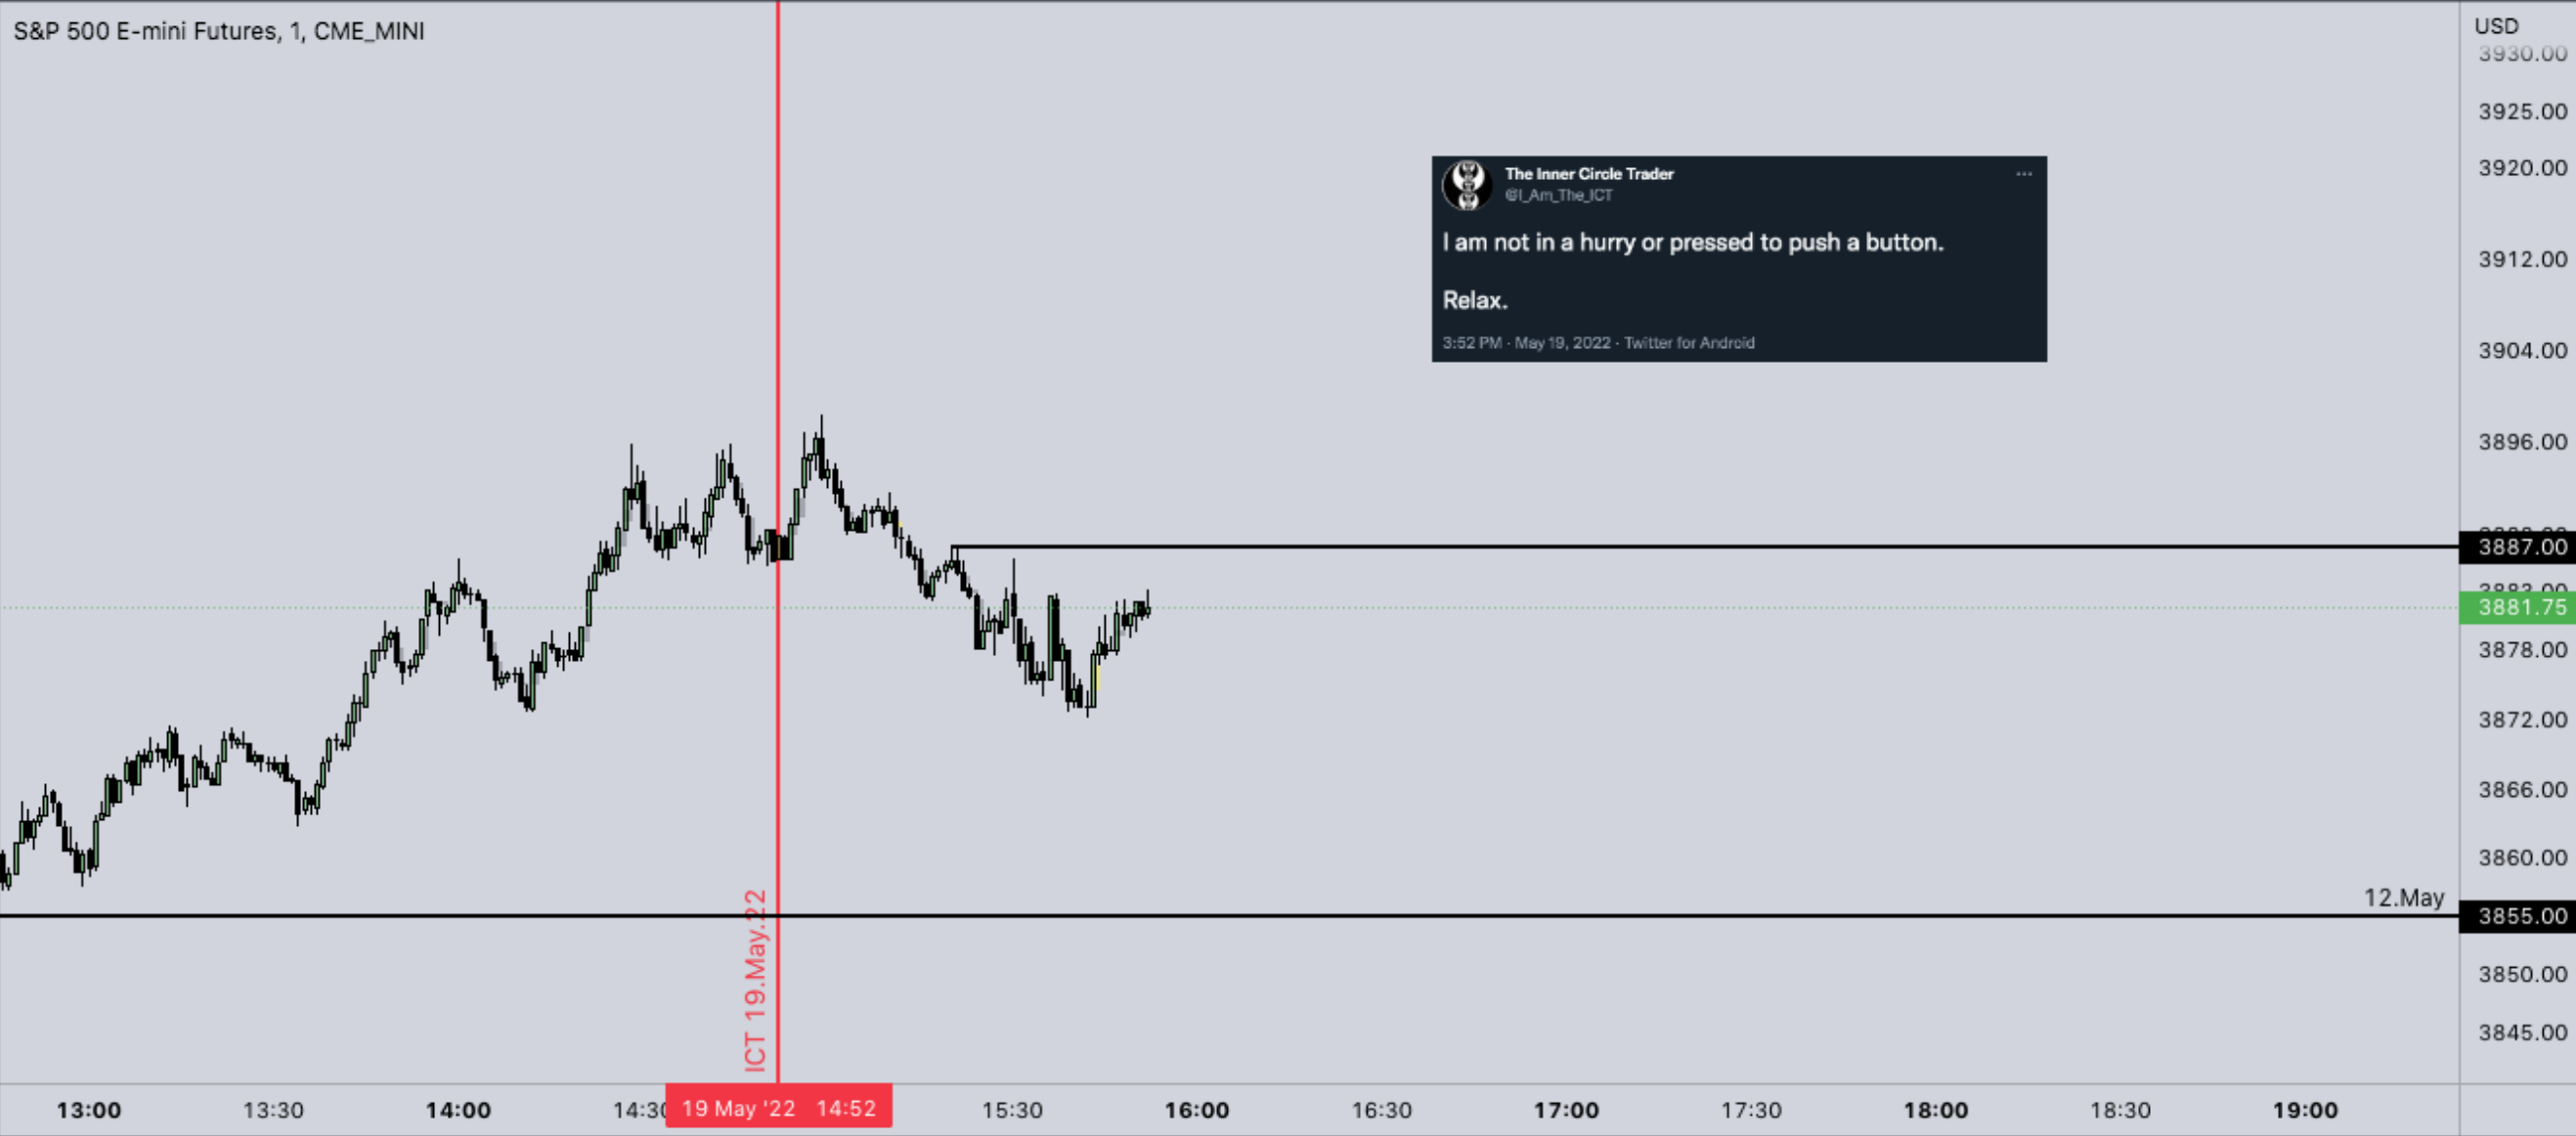 S&P 500 E-mini Futures, 1, CME_MINI
USD
3930.00
3925.00
3920.00
The Inner Circle Trader
...
@I_Am_The_ICT
I am not in a hurry or pressed to push a button.
3912.00
Relax.
3:52 PM · May 19, 2022 · Twitter for Android
3904.00
3896.00
3887.00
3881.75
3878.00
3872.00
3866.00
3860.00
12.May
3855.00
ICT 19.May.22
3850.00
3845.00
13:00 13:30 14:00 14:30 19 May '22 14:52 15:30 16:00 16:30 17:00 17:30 18:00 18:30 19:00